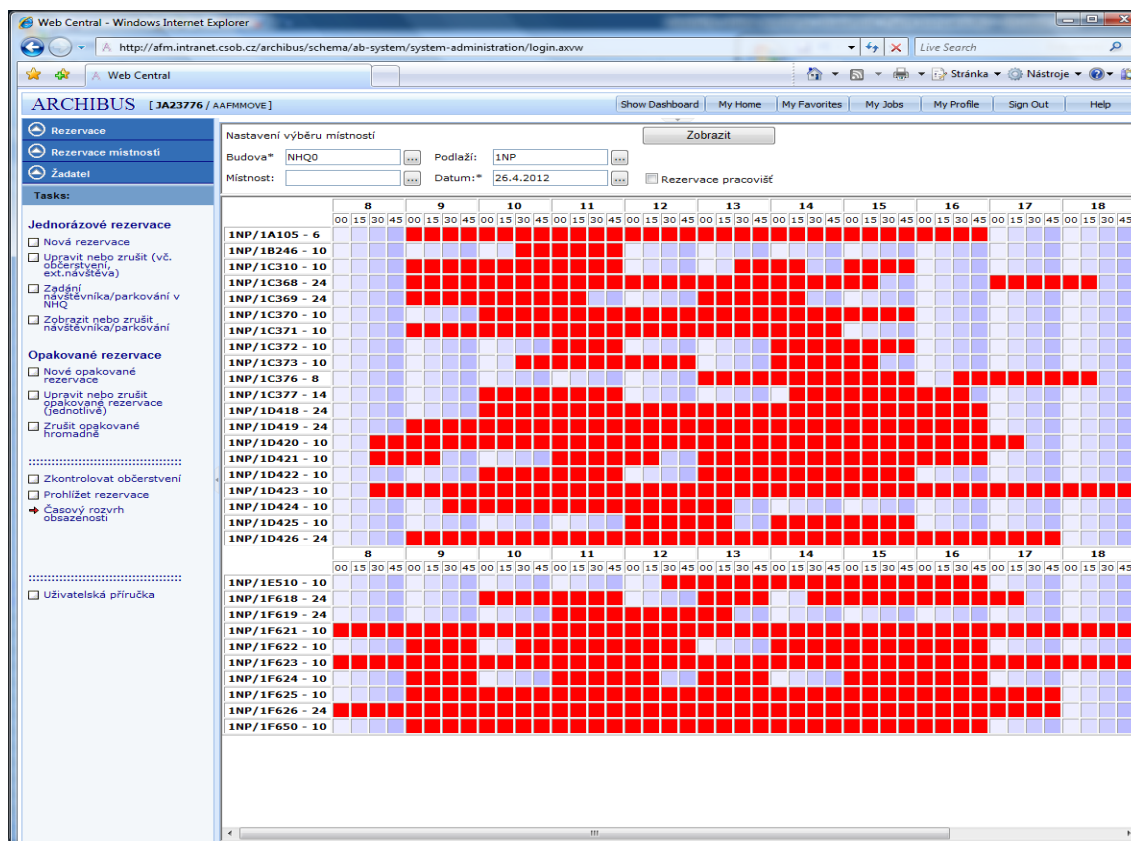 Web Central - Windows Internet Explorer
http://afm.intranet.csob.cz/archibus/schema/ab-system/system-administration/login.axvw
Live Search
Web Central
Stránka
Nástroje
ARCHIBUS [ JA23776 / AAFMMOVE ]
Show Dashboard My Home My Favorites My Jobs My Profile Sign Out Help
Rezervace
Rezervace místností
Žadatel
Tasks:
Jednorázové rezervace
Nová rezervace
Upravit nebo zrušit (vč.
občerstvení,
ext.návštěva)
Zadání
návštěvníka/parkování v
NHQ
Zobrazit nebo zrušit
návštěvníka/parkování
Opakované rezervace
Nové opakované
rezervace
Upravit nebo zrušit
opakované rezervace
(jednotlivě)
Zrušit opakované
hromadně
Zkontrolovat občerstvení
Prohlížet rezervace
Časový rozvrh
obsazenosti
Uživatelská příručka
Nastavení výběru místností
Zobrazit
Budova* NHQ0 ... Podlaží: 1NP ...
Místnost: ... Datum:* 26.4.2012 ... Rezervace pracovišť
8 9 10 11 12 13 14 15 16 17 18
00 15 30 45 00 15 30 45 00 15 30 45 00 15 30 45 00 15 30 45 00 15 30 45 00 15 30 45 00 15 30 45 00 15 30 45 00 15 30 45 00 15 30 45
1NP/1A105 - 6
1NP/1B246 - 10
1NP/1C310 - 10
1NP/1C368 - 24
1NP/1C369 - 24
1NP/1C370 - 10
1NP/1C371 - 10
1NP/1C372 - 10
1NP/1C373 - 10
1NP/1C376 - 8
1NP/1C377 - 14
1NP/1D418 - 24
1NP/1D419 - 24
1NP/1D420 - 10
1NP/1D421 - 10
1NP/1D422 - 10
1NP/1D423 - 10
1NP/1D424 - 10
1NP/1D425 - 10
1NP/1D426 - 24
8 9 10 11 12 13 14 15 16 17 18
00 15 30 45 00 15 30 45 00 15 30 45 00 15 30 45 00 15 30 45 00 15 30 45 00 15 30 45 00 15 30 45 00 15 30 45 00 15 30 45 00 15 30 45
1NP/1E510 - 10
1NP/1F618 - 24
1NP/1F619 - 24
1NP/1F621 - 10
1NP/1F622 - 10
1NP/1F623 - 10
1NP/1F624 - 10
1NP/1F625 - 10
1NP/1F626 - 24
1NP/1F650 - 10